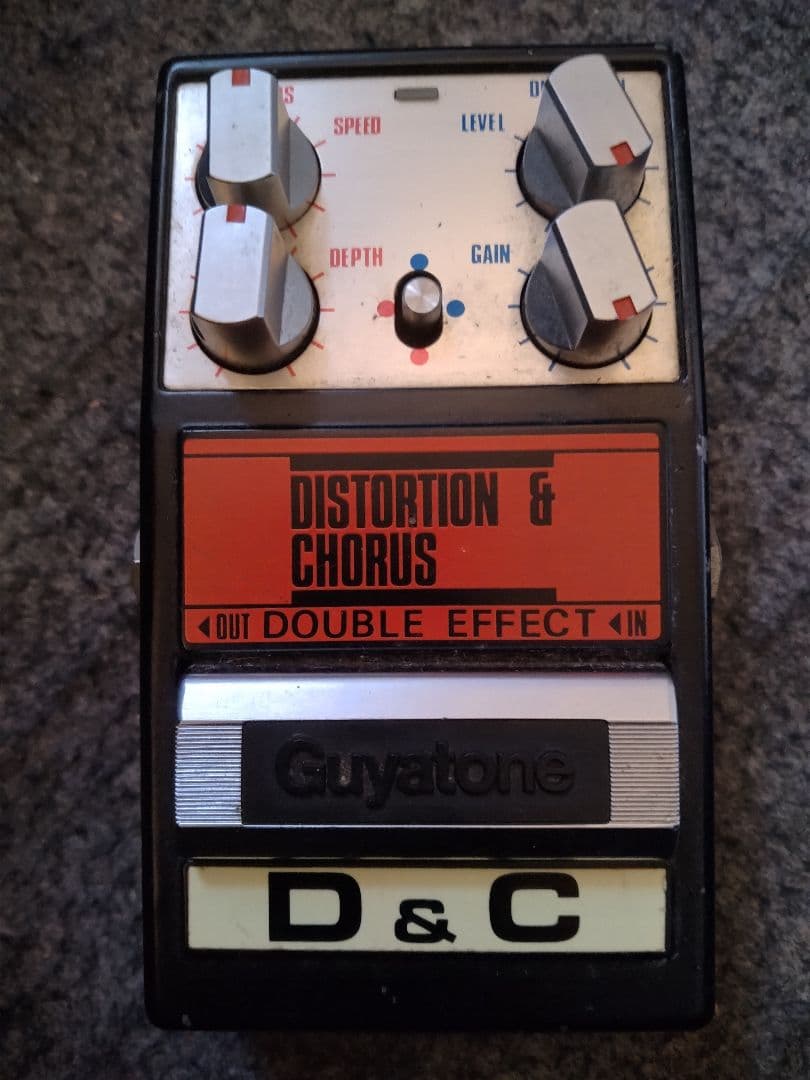 SPEED
LEVEL
DEPTH
GAIN
DISTORTION &
CHORUS
OUT DOUBLE EFFECT IN
Guyatone
D & C